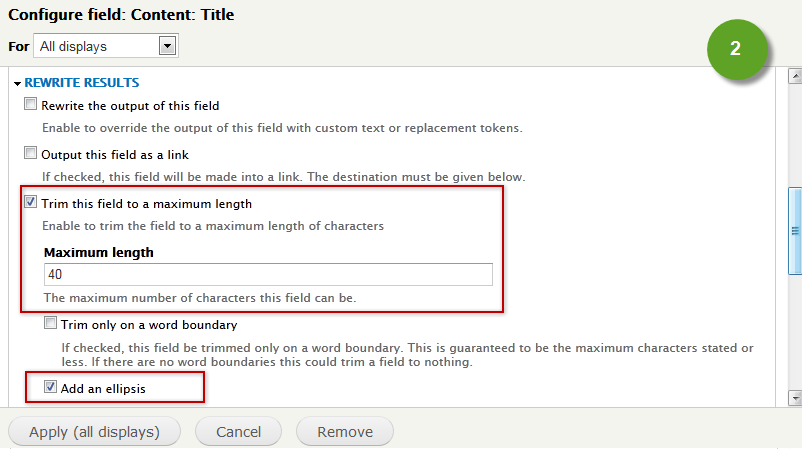 Configure field: Content: Title
For All displays
2
REWRITE RESULTS
Rewrite the output of this field
Enable to override the output of this field with custom text or replacement tokens.
Output this field as a link
If checked, this field will be made into a link. The destination must be given below.
Trim this field to a maximum length
Enable to trim the field to a maximum length of characters
Maximum length
40
The maximum number of characters this field can be.
Trim only on a word boundary
If checked, this field be trimmed only on a word boundary. This is guaranteed to be the maximum characters stated or
less. If there are no word boundaries this could trim a field to nothing.
Add an ellipsis
Apply (all displays) Cancel Remove